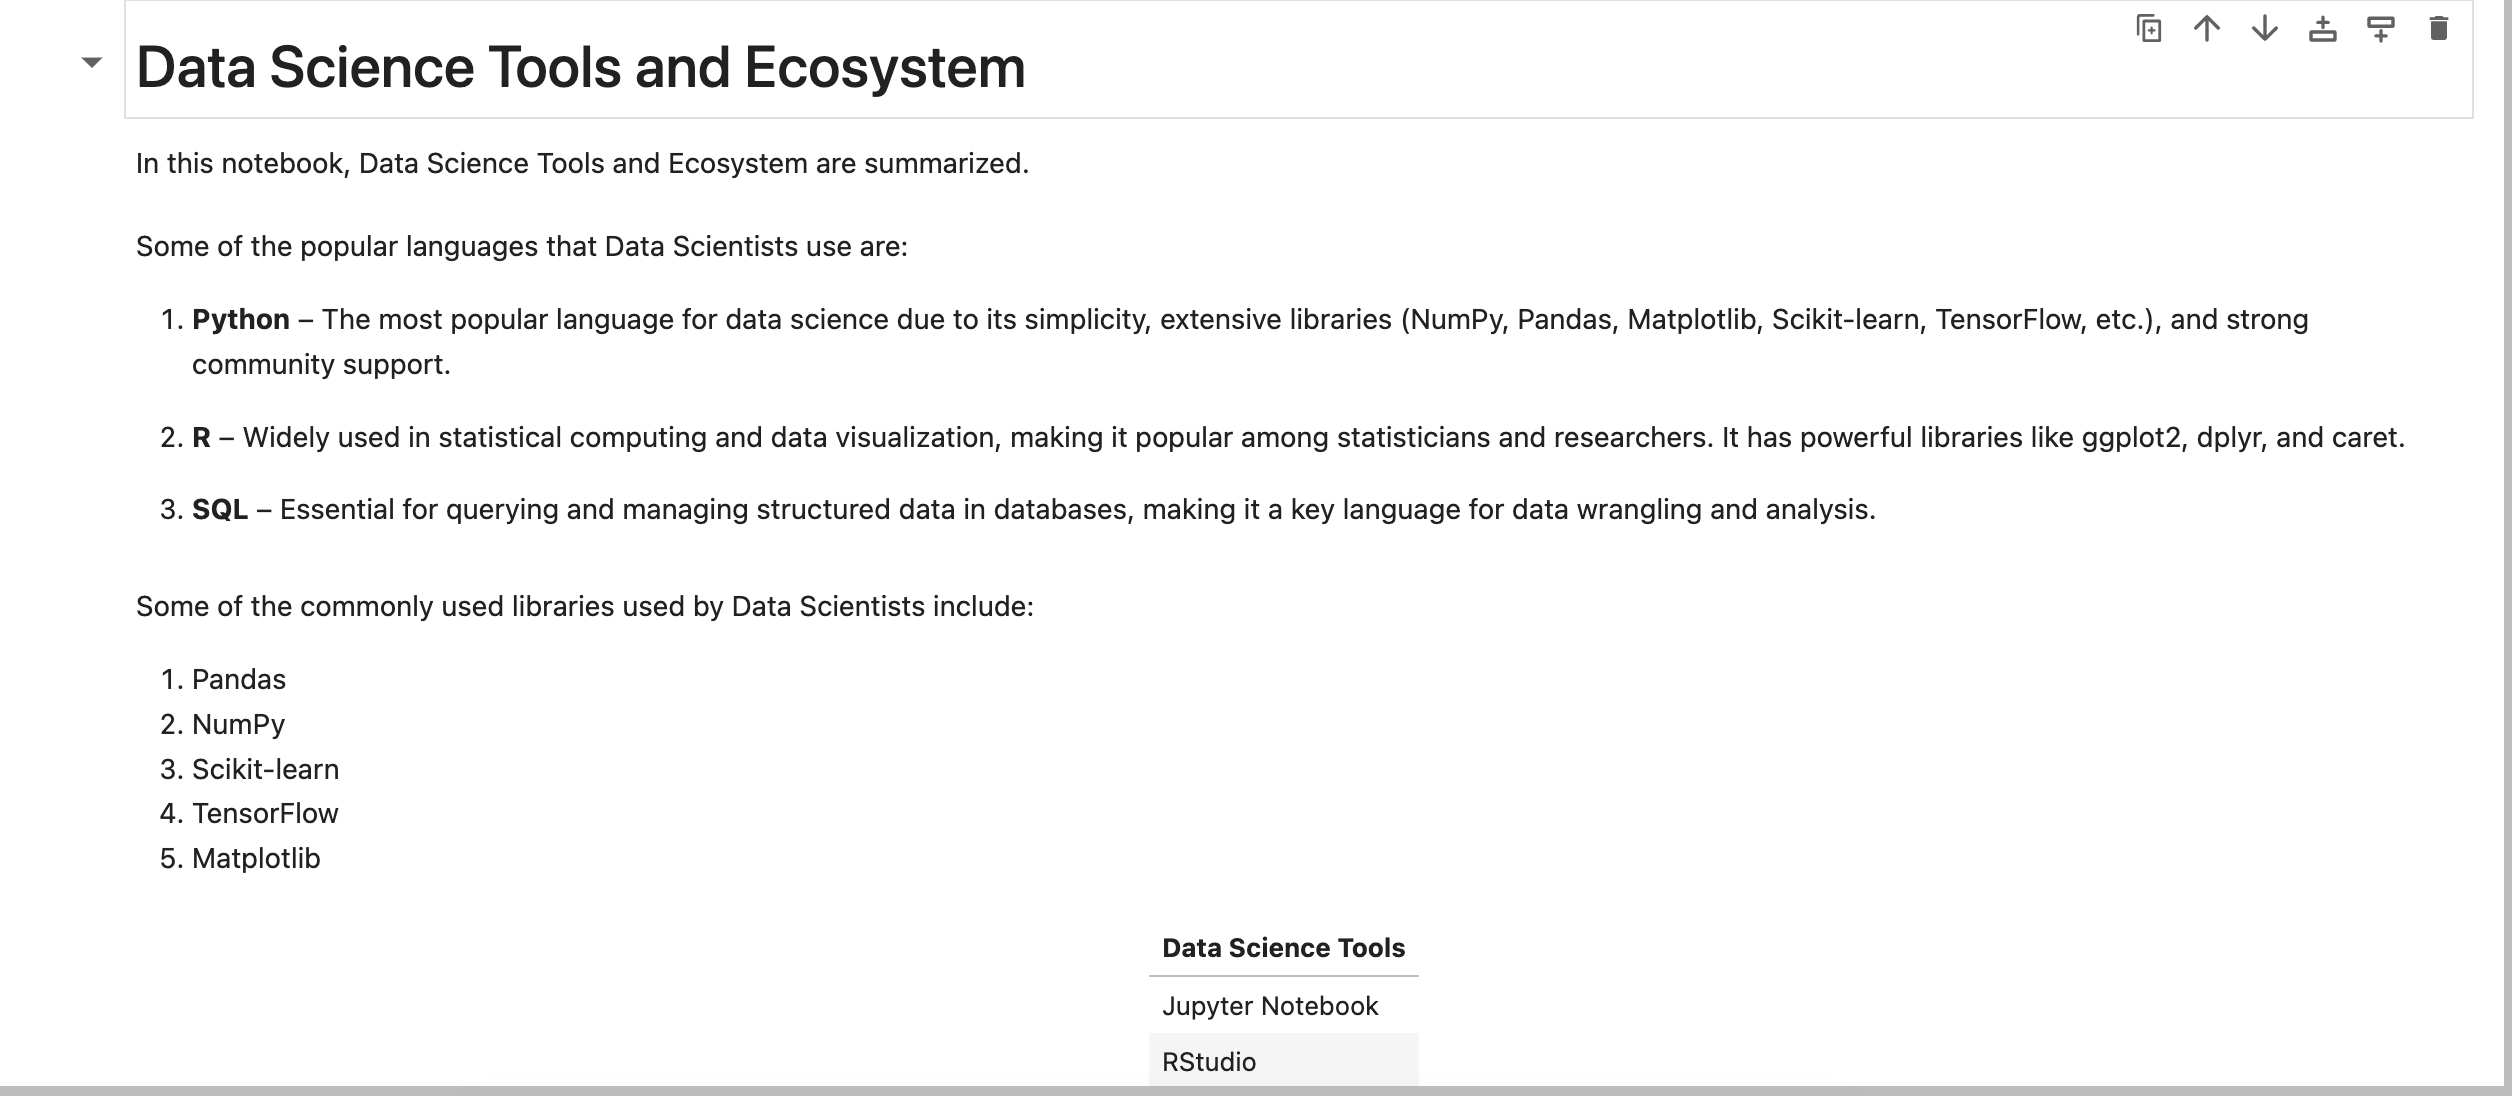 Data Science Tools and Ecosystem
In this notebook, Data Science Tools and Ecosystem are summarized.
Some of the popular languages that Data Scientists use are:
1. Python – The most popular language for data science due to its simplicity, extensive libraries (NumPy, Pandas, Matplotlib, Scikit-learn, TensorFlow, etc.), and strong
community support.
2. R – Widely used in statistical computing and data visualization, making it popular among statisticians and researchers. It has powerful libraries like ggplot2, dplyr, and caret.
3. SQL – Essential for querying and managing structured data in databases, making it a key language for data wrangling and analysis.
Some of the commonly used libraries used by Data Scientists include:
1. Pandas
2. NumPy
3. Scikit-learn
4. TensorFlow
5. Matplotlib
Data Science Tools
Jupyter Notebook
RStudio